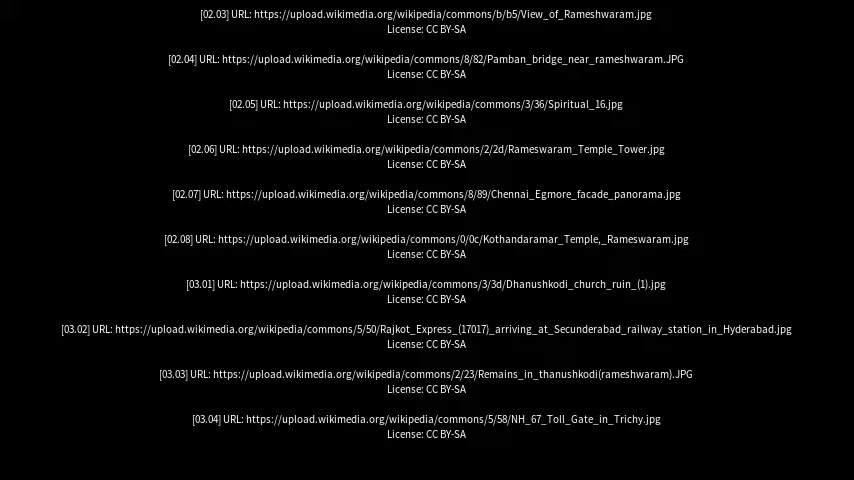 [02.03] URL: https://upload.wikimedia.org/wikipedia/commons/b/b5/View_of_Rameshwaram.jpg
License: CC BY-SA
[02.04] URL: https://upload.wikimedia.org/wikipedia/commons/8/82/Pamban_bridge_near_rameshwaram.JPG
License: CC BY-SA
[02.05] URL: https://upload.wikimedia.org/wikipedia/commons/3/36/Spiritual_16.jpg
License: CC BY-SA
[02.06] URL: https://upload.wikimedia.org/wikipedia/commons/2/2d/Rameswaram_Temple_Tower.jpg
License: CC BY-SA
[02.07] URL: https://upload.wikimedia.org/wikipedia/commons/8/89/Chennai_Egmore_facade_panorama.jpg
License: CC BY-SA
[02.08] URL: https://upload.wikimedia.org/wikipedia/commons/0/0c/Kothandaramar_Temple,_Rameswaram.jpg
License: CC BY-SA
[03.01] URL: https://upload.wikimedia.org/wikipedia/commons/3/3d/Dhanushkodi_church_ruin_(1).jpg
License: CC BY-SA
[03.02] URL: https://upload.wikimedia.org/wikipedia/commons/5/50/Rajkot_Express_(17017)_arriving_at_Secunderabad_railway_station_in_Hyderabad.jpg
License: CC BY-SA
[03.03] URL: https://upload.wikimedia.org/wikipedia/commons/2/23/Remains_in_thanushkodi(rameshwaram).JPG
License: CC BY-SA
[03.04] URL: https://upload.wikimedia.org/wikipedia/commons/5/58/NH_67_Toll_Gate_in_Trichy.jpg
License: CC BY-SA